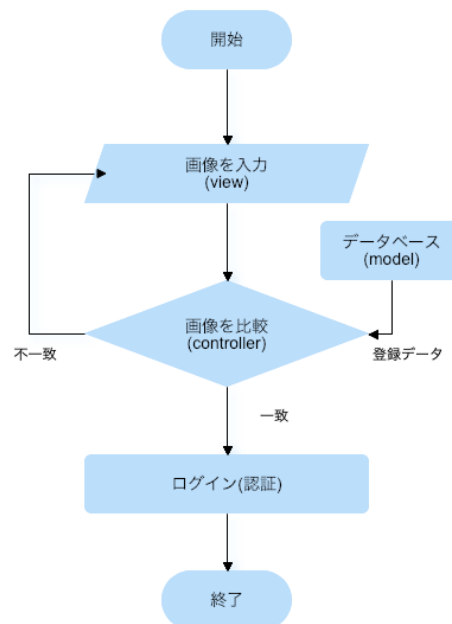 開始
画像を入力
(view)
データベース
(model)
画像を比較
(controller)
不一致
登録データ
一致
ログイン(認証)
終了